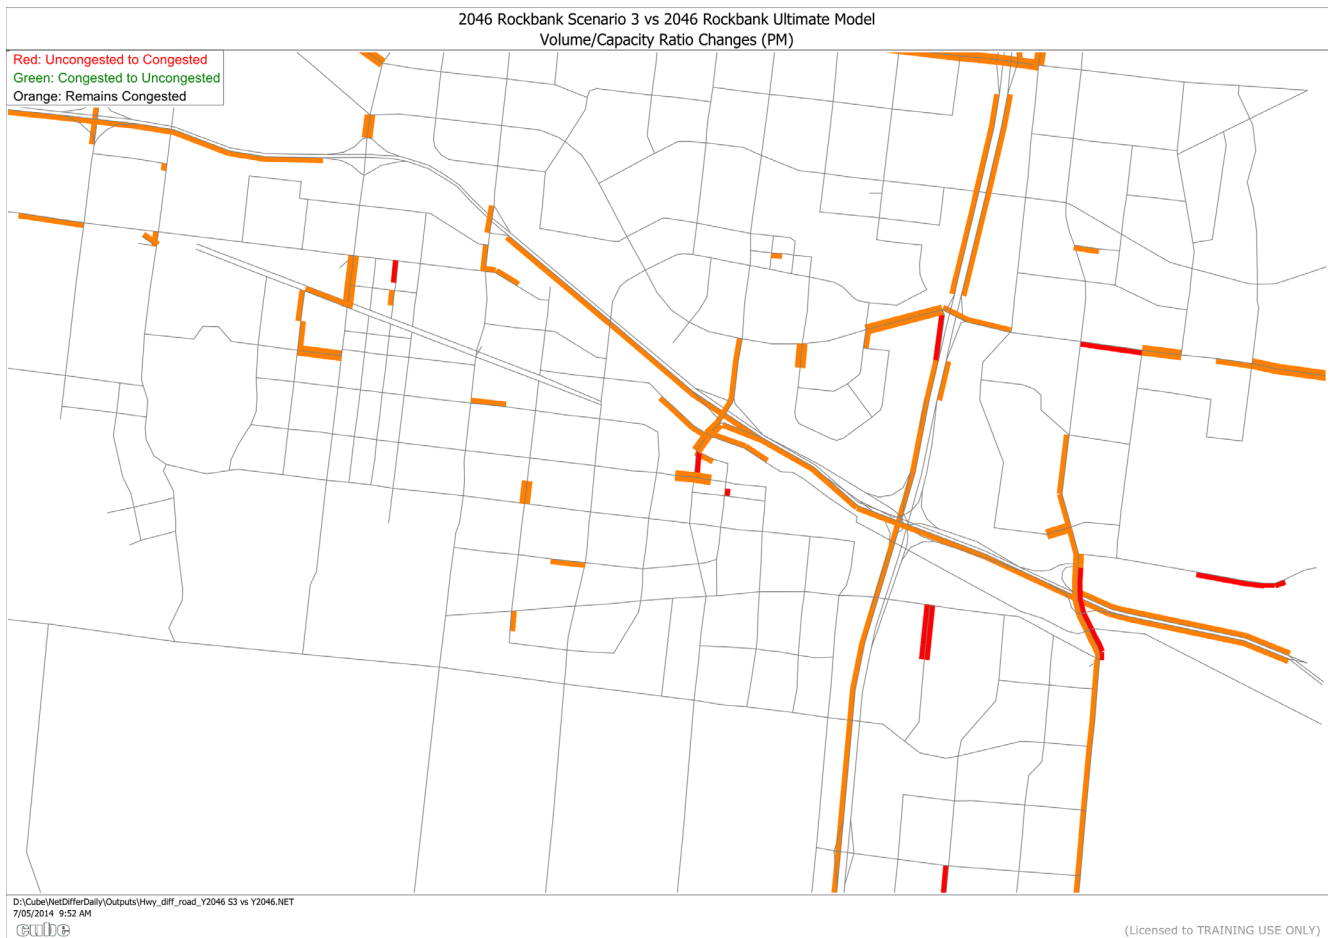 2046 Rockbank Scenario 3 vs 2046 Rockbank Ultimate Model
Volume/Capacity Ratio Changes (PM)
Red: Uncongested to Congested
Green: Congested to Uncongested
Orange: Remains Congested
D:\Cube\NetDifferDaily\Outputs\Hwy_diff_road_Y2046 S3 vs Y2046.NET
7/05/2014 9:52 AM
cube
(Licensed to TRAINING USE ONLY)